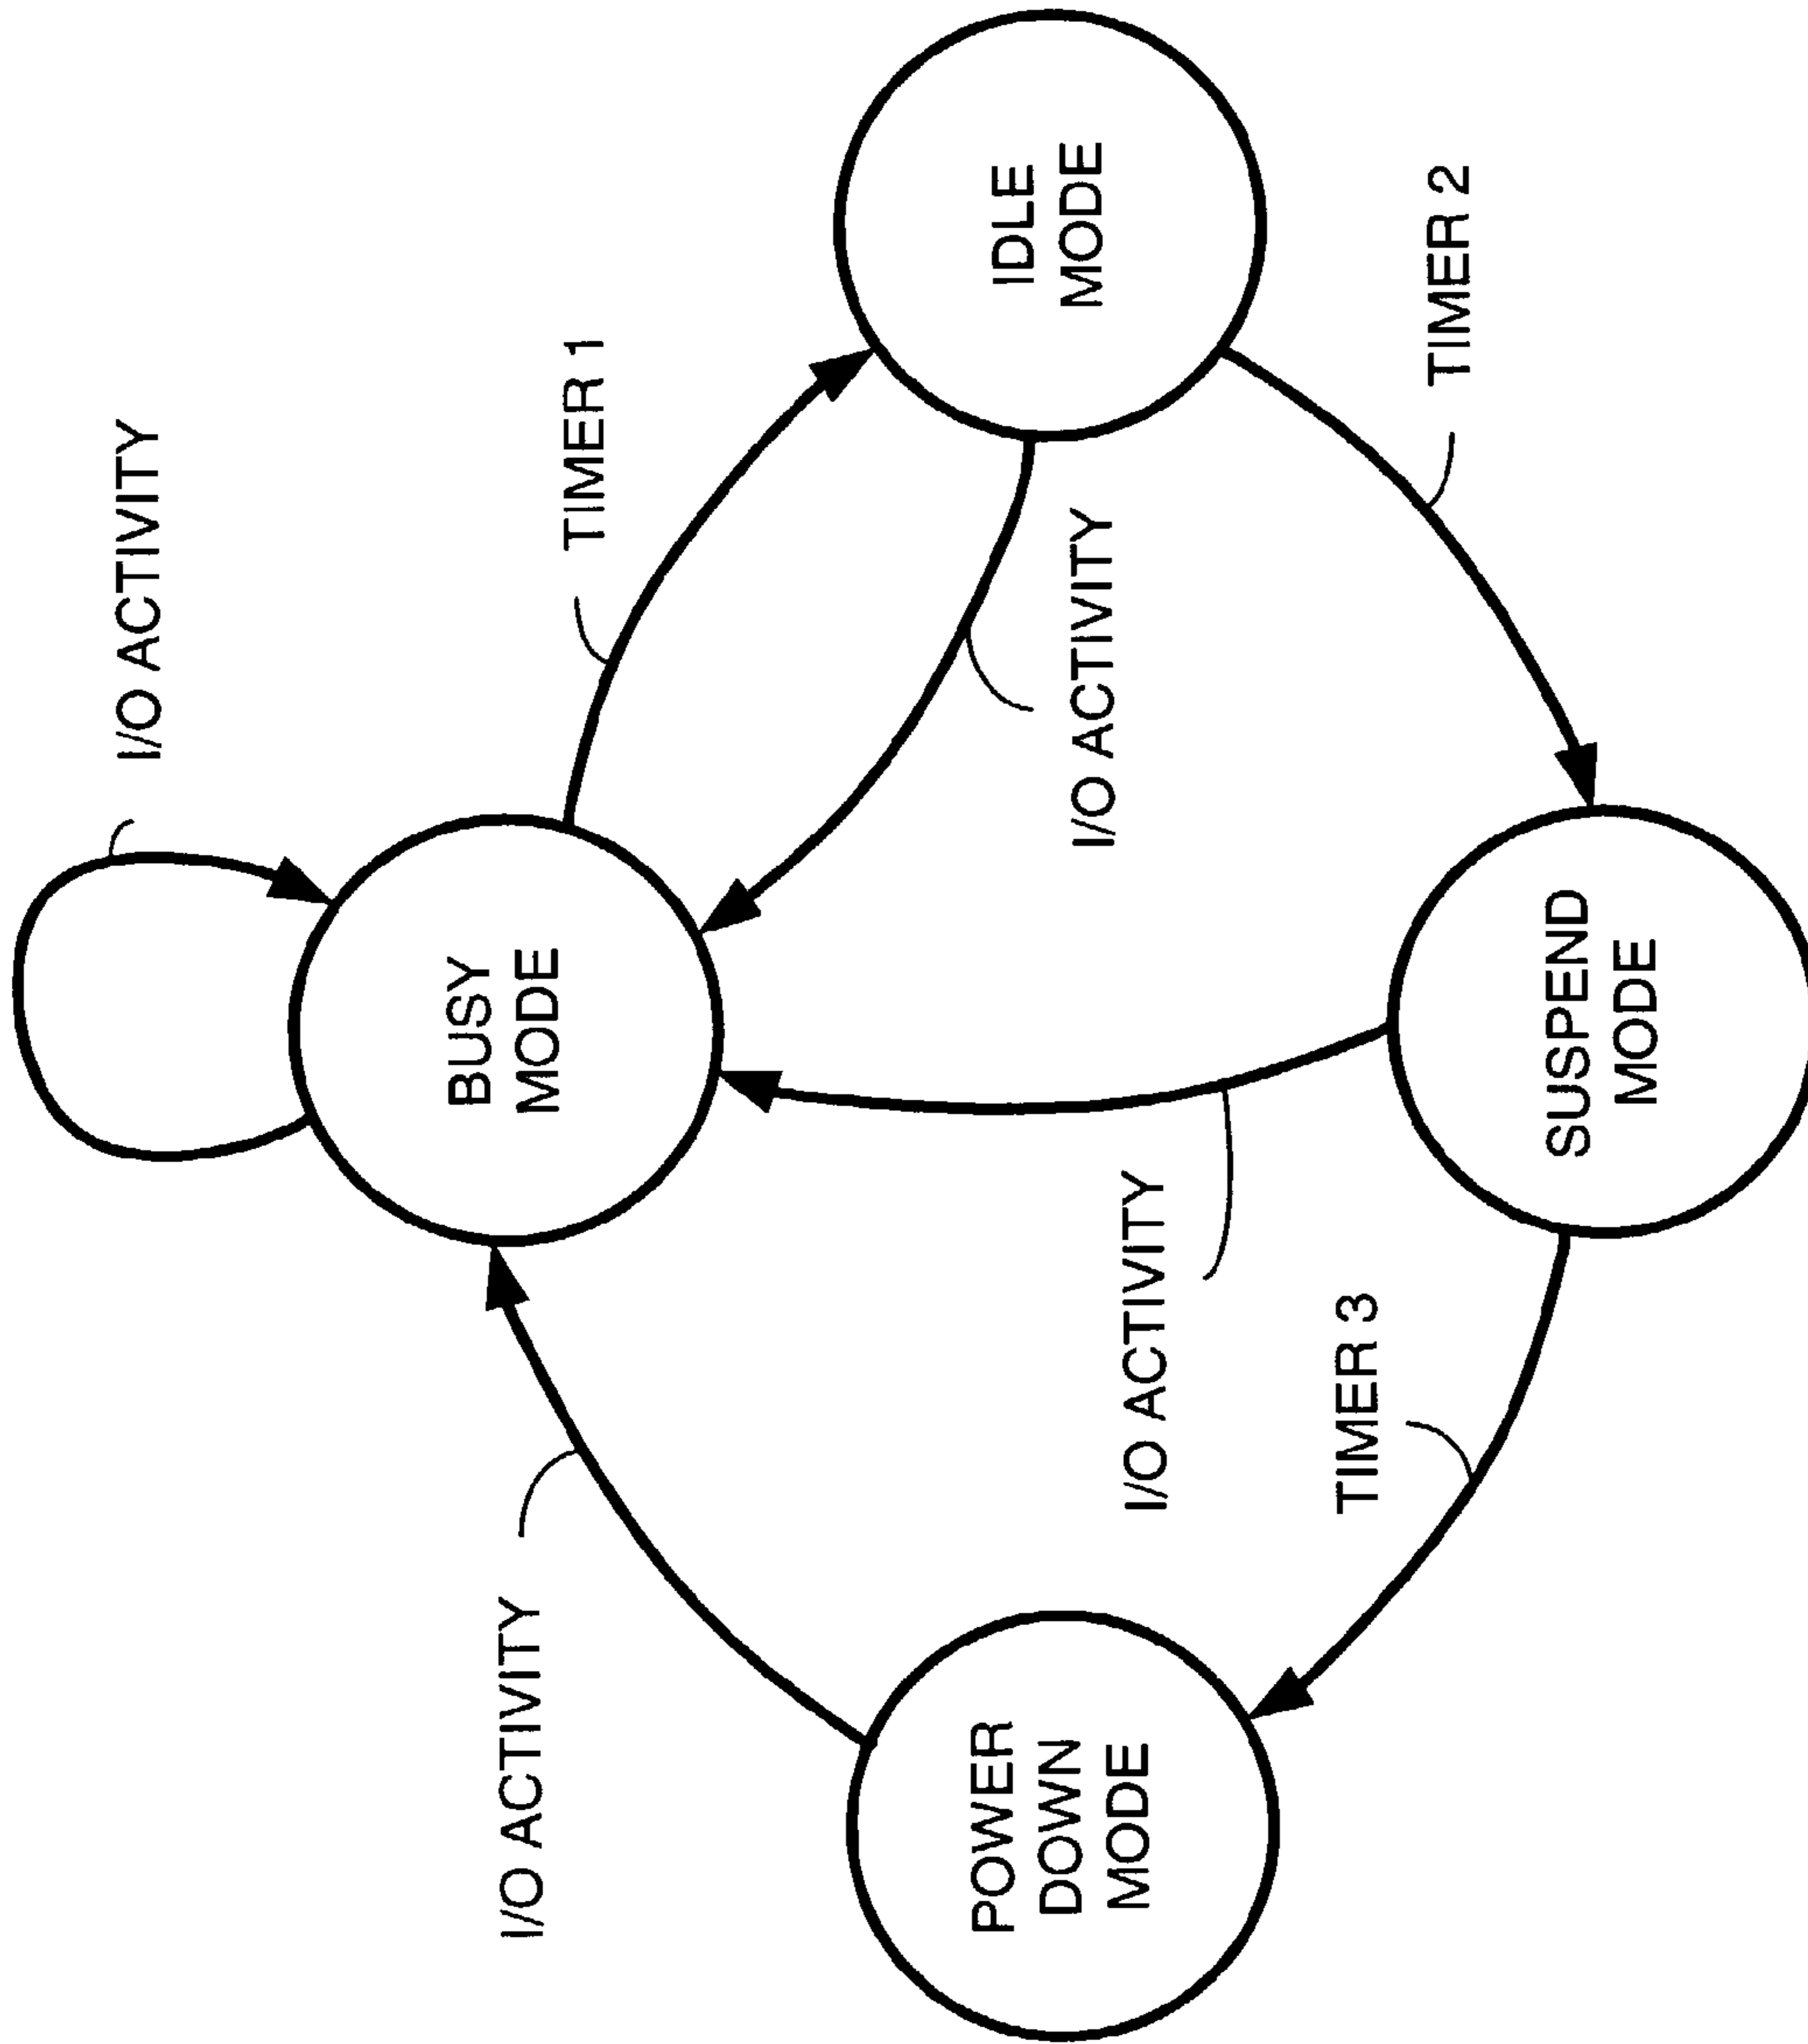 I/O ACTIVITY
BUSY
MODE
TIMER 1
I/O ACTIVITY
POWER
DOWN
MODE
I/O ACTIVITY
IDLE
MODE
I/O ACTIVITY
TIMER 3
TIMER 2
SUSPEND
MODE